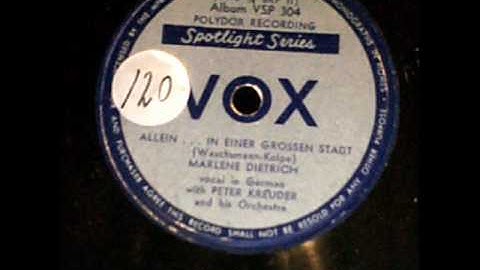 Album VSP 304
POLYDOR RECORDING
Spotlight Series
120
VOX
ALLEIN . . . IN EINER GROSSEN STADT
(Waschsmann-Kolpe)
MARLENE DIETRICH
vocal in German
with PETER KREUDER
and his Orchestra
AND PURCHASER AGREE THIS RECORD SHALL NOT BE RESOLD FOR ANY OTHER PURPOSE